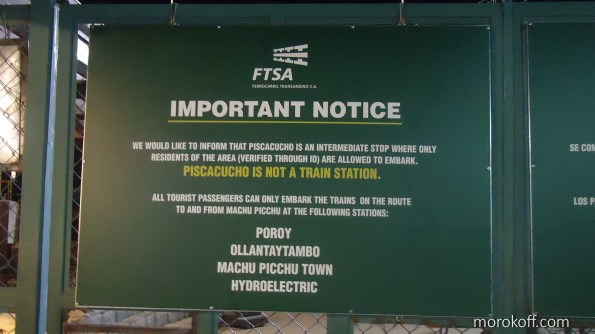 FTSA
FERROCARRIL TRANSANDINO S.A.
IMPORTANT NOTICE
WE WOULD LIKE TO INFORM THAT PISCACUCHO IS AN INTERMEDIATE STOP WHERE ONLY
RESIDENTS OF THE AREA (VERIFIED THROUGH ID) ARE ALLOWED TO EMBARK.
PISCACUCHO IS NOT A TRAIN STATION.
ALL TOURIST PASSENGERS CAN ONLY EMBARK THE TRAINS ON THE ROUTE
TO AND FROM MACHU PICCHU AT THE FOLLOWING STATIONS:
POROY
OLLANTAYTAMBO
MACHU PICCHU TOWN
HYDROELECTRIC
SE COM
LOS P
morokoff.com